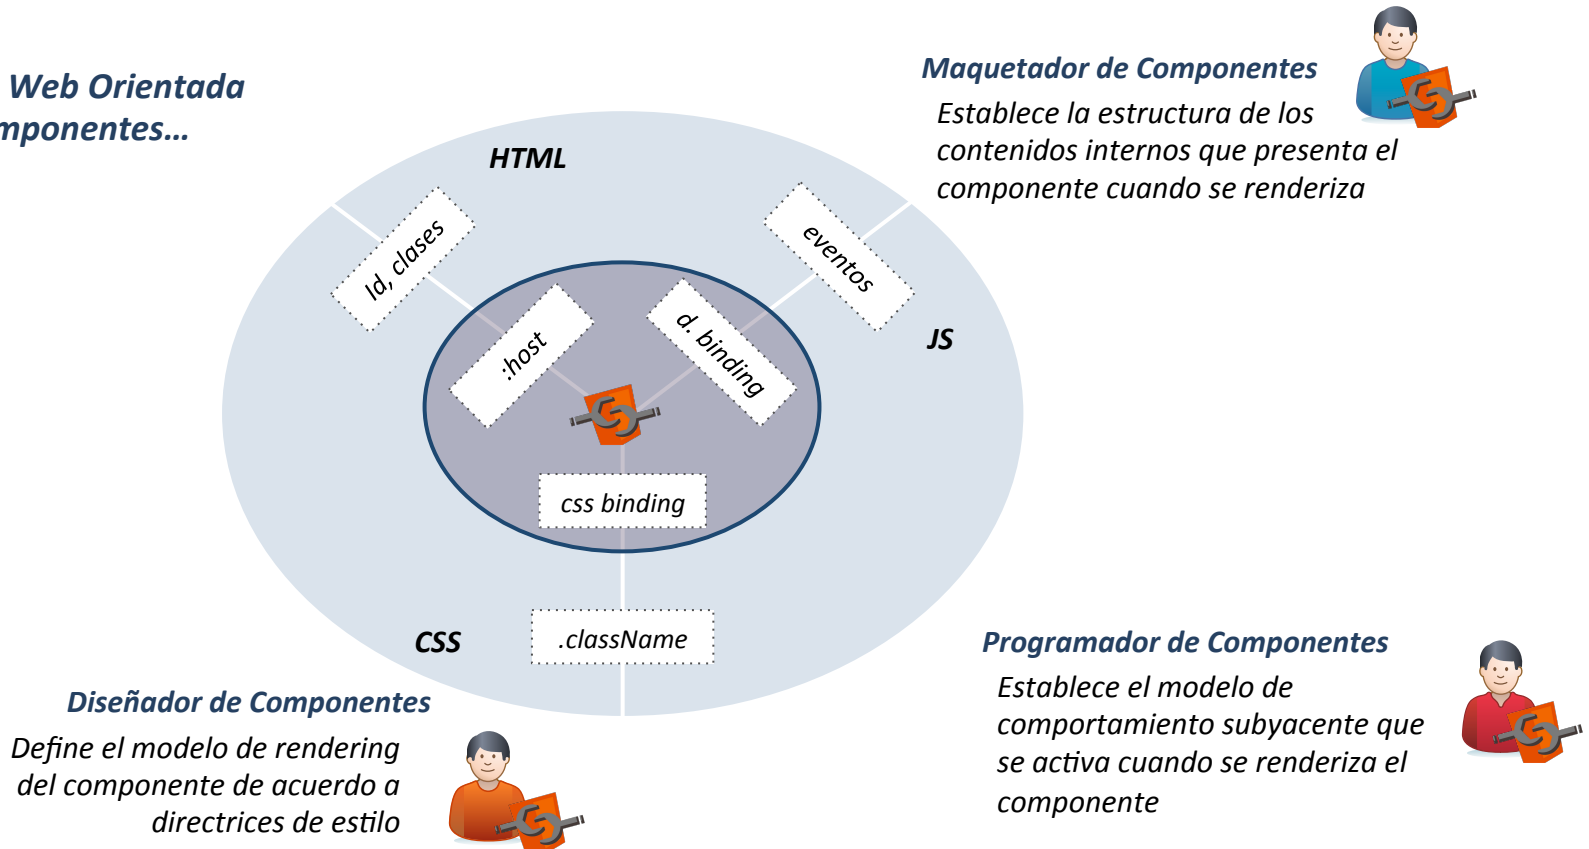 Web Orientada
mponentes…
Maquetador de Componentes
Establece la estructura de los
contenidos internos que presenta el
componente cuando se renderiza
HTML
Id, clases
eventos
:host
d. binding
JS
css binding
CSS
.className
Diseñador de Componentes
Define el modelo de rendering
del componente de acuerdo a
directrices de estilo
Programador de Componentes
Establece el modelo de
comportamiento subyacente que
se activa cuando se renderiza el
componente